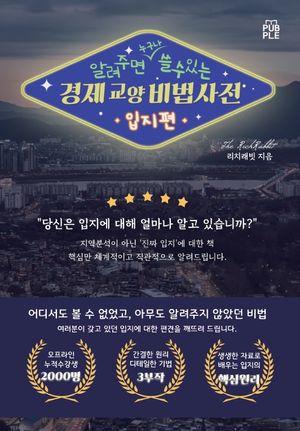 PUB
PLE
알려주면 누구나 쓸 수 있는
경제 교양 비법사전
입지편
The RichRabbit
리치래빗 지음
"당신은 입지에 대해 얼마나 알고 있습니까?"
지역분석이 아닌 '진짜 입지'에 대한 책
핵심만 체계적이고 직관적으로 알려드립니다.
어디서도 볼 수 없었고, 아무도 알려주지 않았던 비법
여러분이 갖고 있던 입지에 대한 편견을 깨뜨려 드립니다.
오프라인
누적수강생
2000명
간결한 원리
디테일한 기법
3부작
생생한 자료로
배우는 입지의
핵심원리